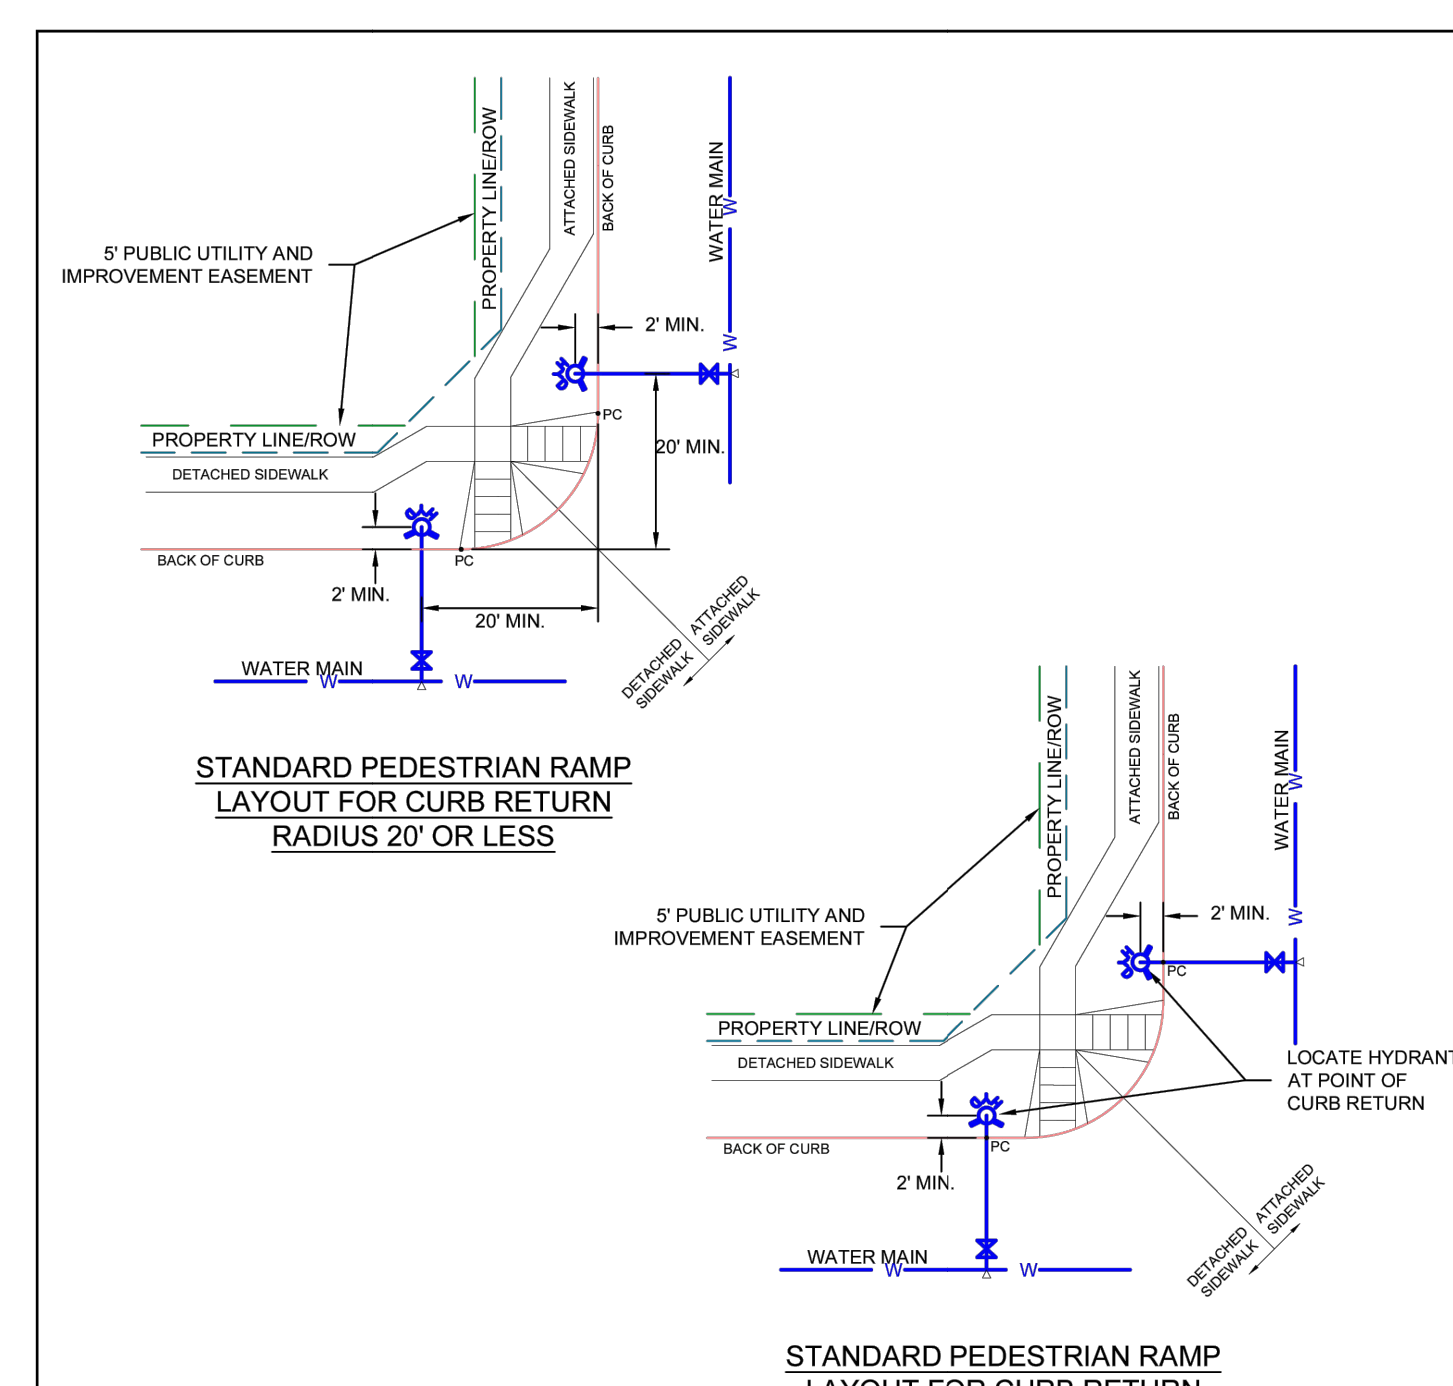 ATTACHED SIDEWALK
PROPERTY LINE/ROW
BACK OF CURB
WATER MAIN
W
5' PUBLIC UTILITY AND
IMPROVEMENT EASEMENT
2' MIN.
W
PC
PROPERTY LINE/ROW
20' MIN.
DETACHED SIDEWALK
BACK OF CURB
PC
2' MIN.
20' MIN.
ATTACHED
SIDEWALK
DETACHED
SIDEWALK
WATER MAIN
W
W
STANDARD PEDESTRIAN RAMP
LAYOUT FOR CURB RETURN
RADIUS 20' OR LESS
ATTACHED SIDEWALK
PROPERTY LINE/ROW
BACK OF CURB
WATER MAIN
W
5' PUBLIC UTILITY AND
IMPROVEMENT EASEMENT
2' MIN.
W
PC
PROPERTY LINE/ROW
DETACHED SIDEWALK
LOCATE HYDRANT
AT POINT OF
CURB RETURN
BACK OF CURB
PC
2' MIN.
ATTACHED
SIDEWALK
DETACHED
SIDEWALK
WATER MAIN
W
W
STANDARD PEDESTRIAN RAMP
LAYOUT FOR CURB RETURN